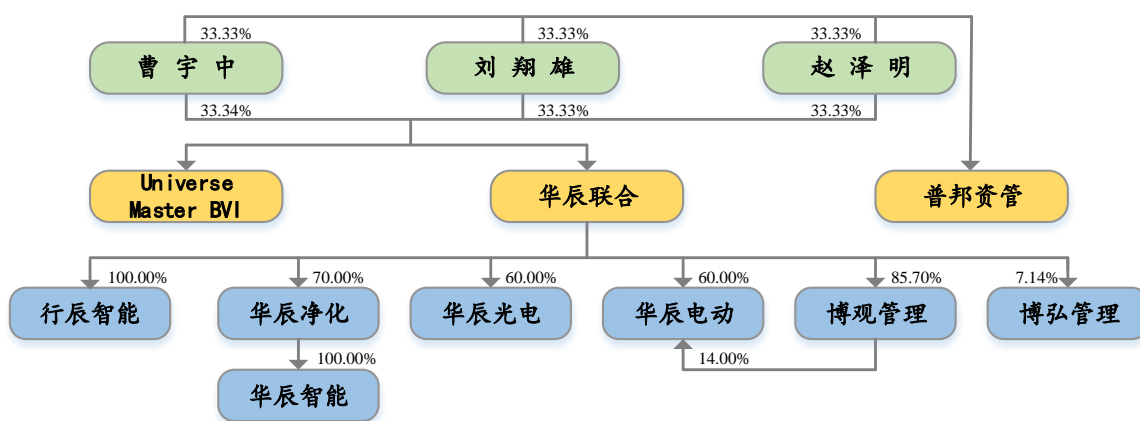 33.33%
33.33%
33.33%
曹 宇 中
刘 翔 雄
赵 泽 明
33.34%
33.33%
33.33%
Universe
Master BVI
华辰联合
普邦资管
100.00%
70.00%
60.00%
60.00%
85.70%
7.14%
行辰智能
华辰净化
华辰光电
华辰电动
博观管理
博弘管理
100.00%
14.00%
华辰智能